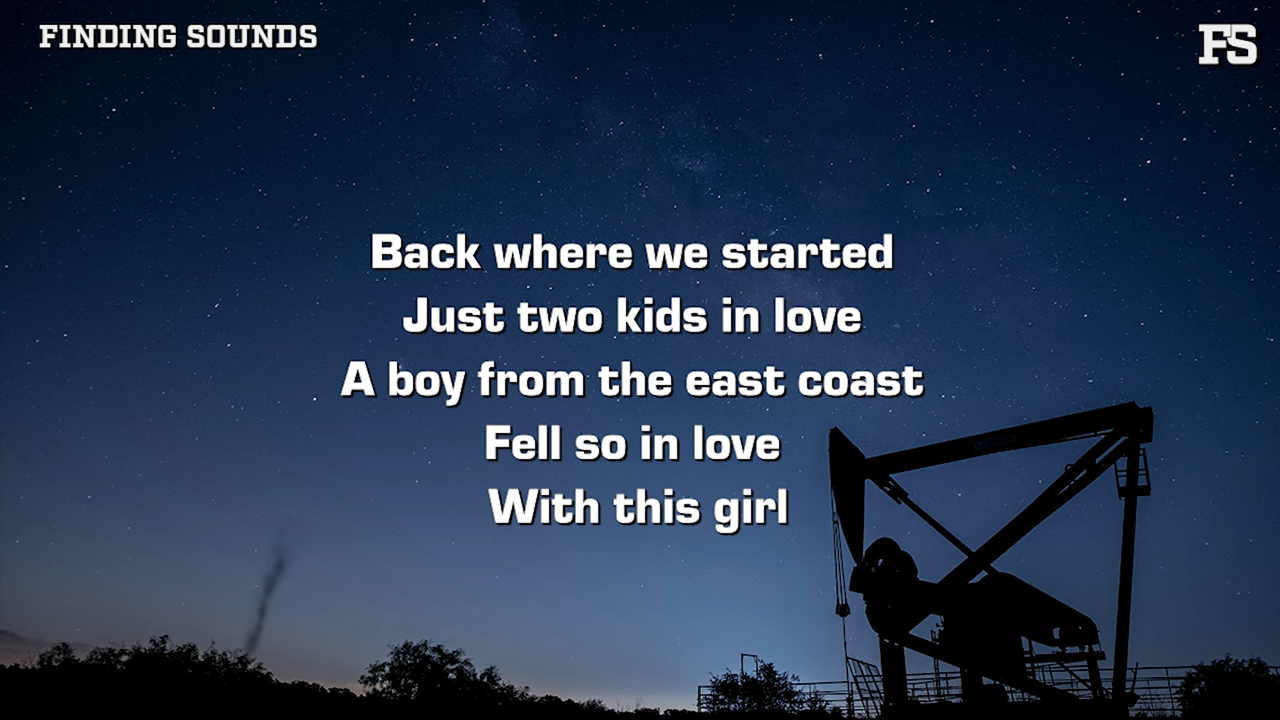 FINDING SOUNDS
FS
Back where we started
Just two kids in love
A boy from the east coast
Fell so in love
With this girl